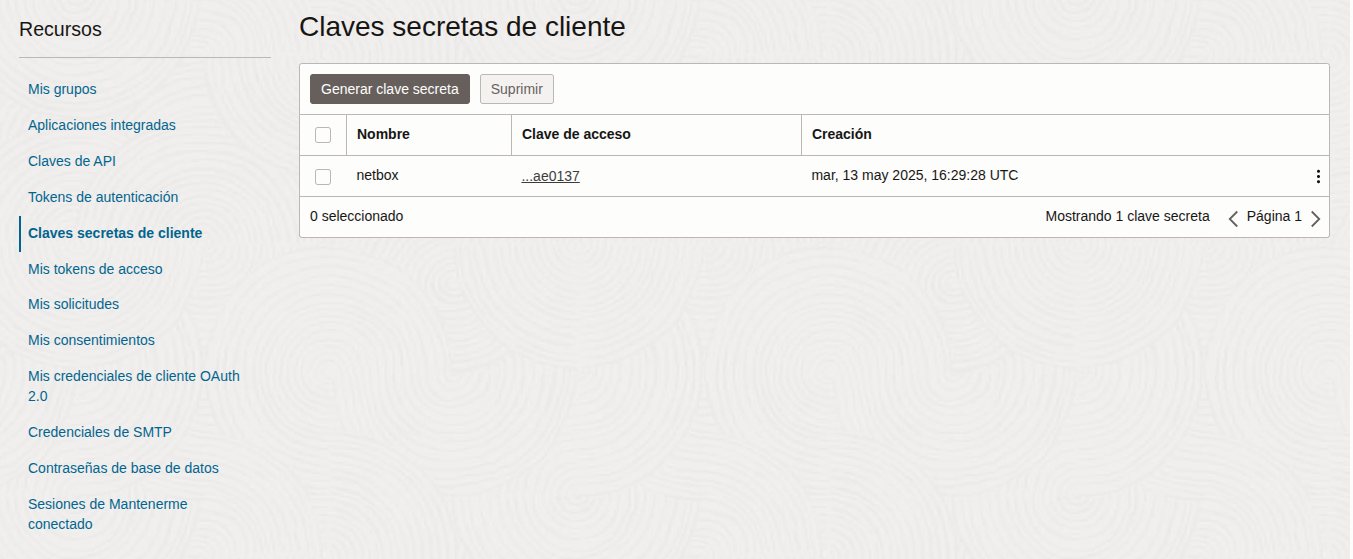 Recursos
Mis grupos
Aplicaciones integradas
Claves de API
Tokens de autenticación
Claves secretas de cliente
Mis tokens de acceso
Mis solicitudes
Mis consentimientos
Mis credenciales de cliente OAuth
2.0
Credenciales de SMTP
Contraseñas de base de datos
Sesiones de Mantenerme
conectado
Claves secretas de cliente
Generar clave secreta Suprimir
Nombre Clave de acceso Creación
netbox ...ae0137 mar, 13 may 2025, 16:29:28 UTC
0 seleccionado Mostrando 1 clave secreta Página 1